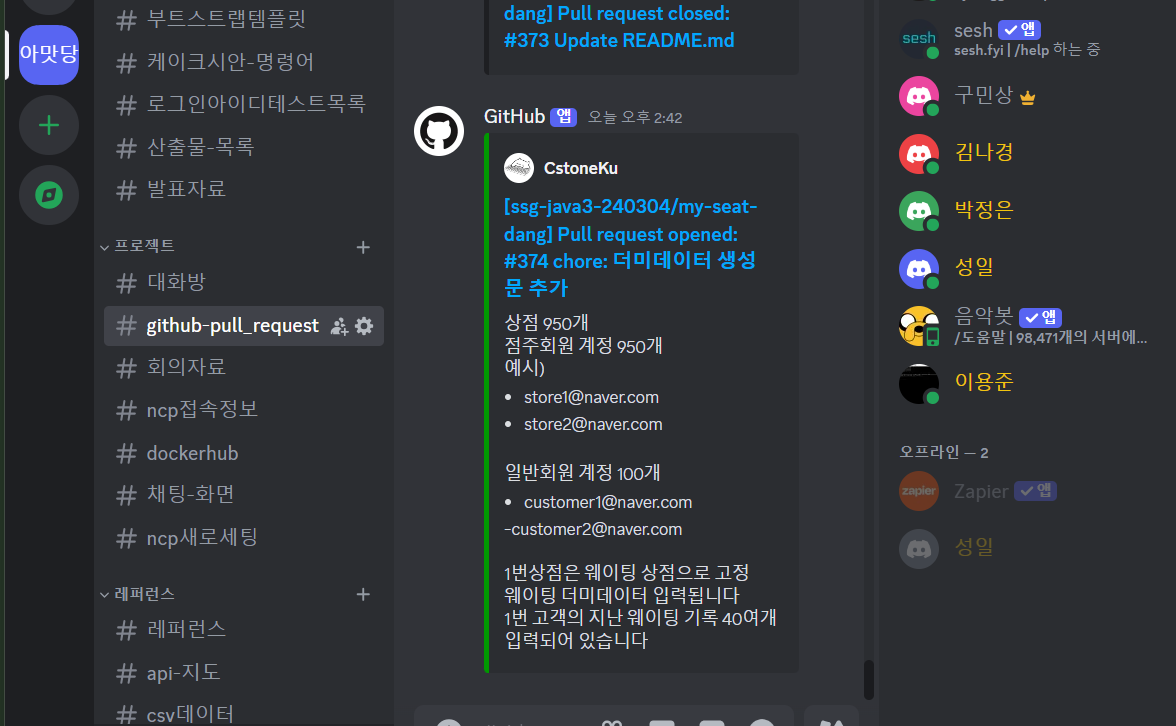 아맛당
부트스트랩템플릿
케이크시안-명령어
로그인아이디테스트목록
산출물-목록
발표자료
프로젝트
대화방
github-pull_request
회의자료
ncp접속정보
dockerhub
채팅-화면
ncp새로세팅
레퍼런스
레퍼런스
api-지도
csv데이터
dang] Pull request closed:
#373 Update README.md
GitHub 앱 오늘 오후 2:42
CstoneKu
[ssg-java3-240304/my-seat-
dang] Pull request opened:
#374 chore: 더미데이터 생성
문 추가
상점 950개
점주회원 계정 950개
예시)
• store1@naver.com
• store2@naver.com
일반회원 계정 100개
• customer1@naver.com
-customer2@naver.com
1번상점은 웨이팅 상점으로 고정
웨이팅 더미데이터 입력됩니다
1번 고객의 지난 웨이팅 기록 40여개
입력되어 있습니다
sesh
sesh 앱
sesh.fyi | /help 하는 중
구민상
김나경
박정은
성일
음악봇 앱
/도움말 | 98,471개의 서버에...
이용준
오프라인 — 2
zapier
Zapier 앱
성일